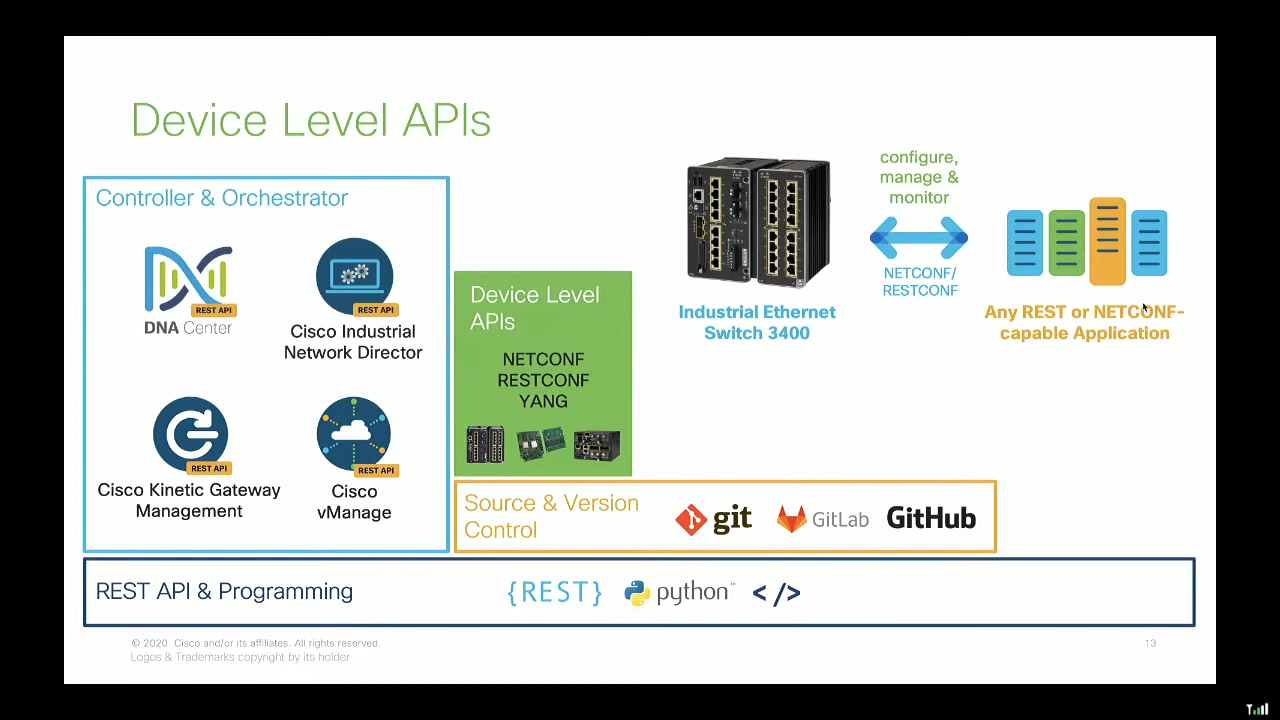 Device Level APIs
Controller & Orchestrator
REST API
DNA Center
REST API
Cisco Industrial
Network Director
REST API
Cisco Kinetic Gateway
Management
REST API
Cisco
vManage
Device Level
APIs
NETCONF
RESTCONF
YANG
Industrial Ethernet
Switch 3400
configure,
manage &
monitor
NETCONF/
RESTCONF
Any REST or NETCONF-
capable Application
Source & Version
Control
git
GitLab
GitHub
REST API & Programming
{REST}
python™
</>
© 2020 Cisco and/or its affiliates. All rights reserved.
Logos & Trademarks copyright by its holder
13